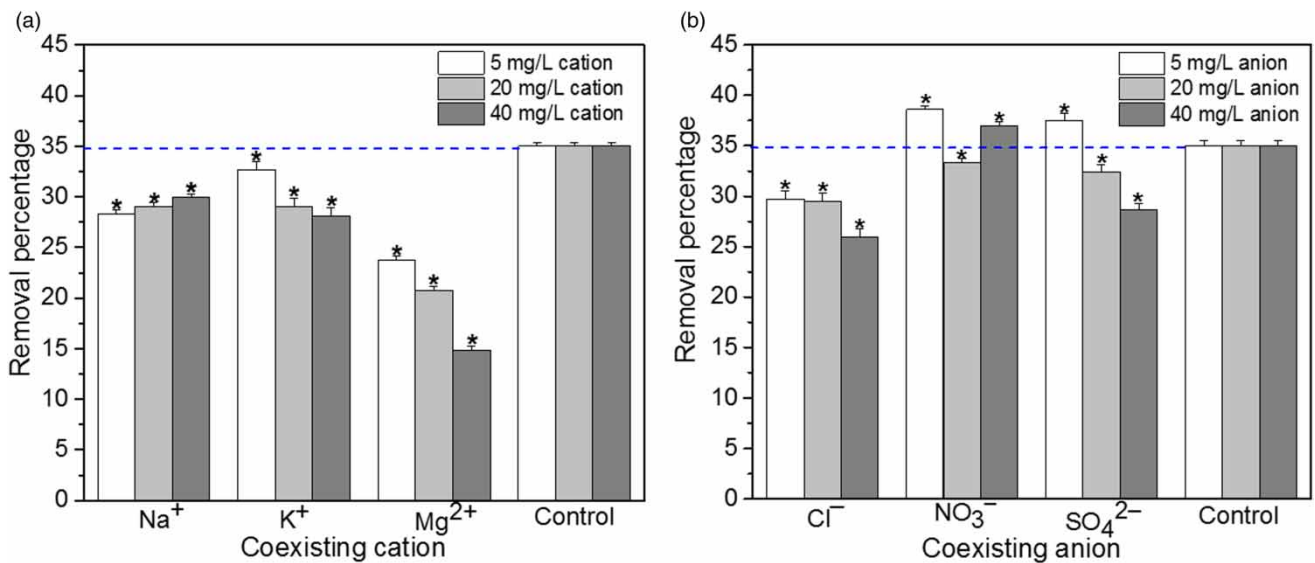 (a)
45
40
35
30
25
20
15
10
5
0
Removal percentage
5 mg/L cation
20 mg/L cation
40 mg/L cation
* * *
* * *
* * *
Na+ K+ Mg2+ Control
Coexisting cation
(b)
45
40
35
30
25
20
15
10
5
0
Removal percentage
5 mg/L anion
20 mg/L anion
40 mg/L anion
* * *
* * *
* * *
Cl− NO3− SO42− Control
Coexisting anion